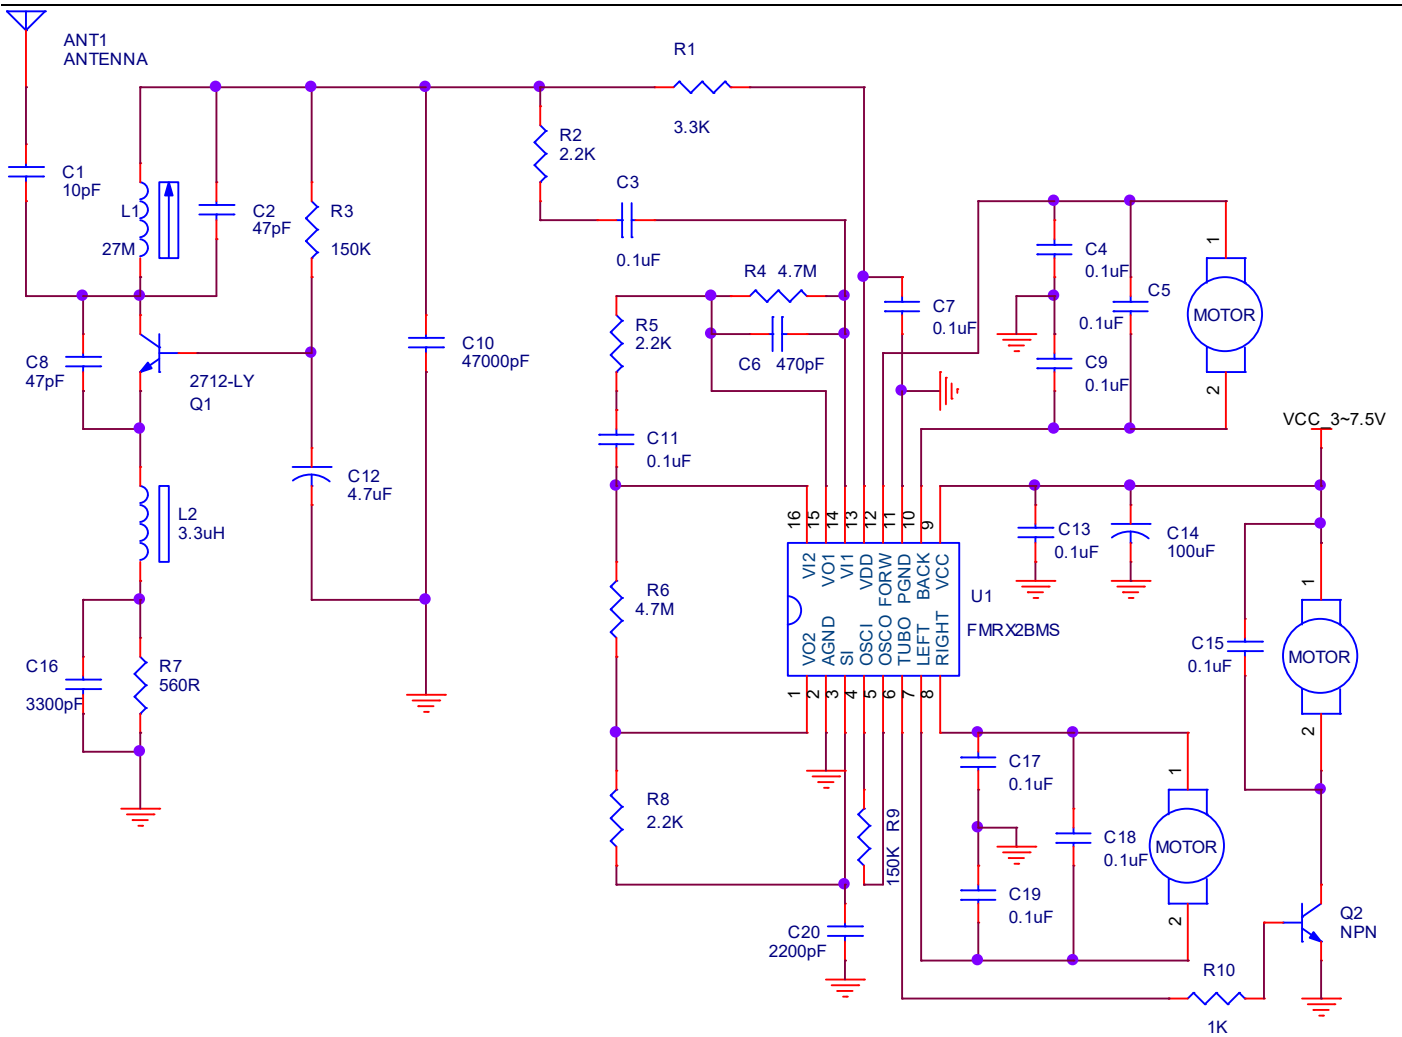 ANT1
ANTENNA
R1
3.3K
R2
2.2K
C1
10pF
L1
27M
C2
47pF
R3
150K
C3
0.1uF
R4 4.7M
C6 470pF
R5
2.2K
C7
0.1uF
C4
0.1uF
C5
0.1uF
C9
0.1uF
MOTOR
1
2
C8
47pF
2712-LY
Q1
C10
47000pF
C11
0.1uF
C12
4.7uF
L2
3.3uH
VCC_3~7.5V
C13
0.1uF
C14
100uF
16
15
14
13
12
11
10
9
VI2
VO1
VI1
VDD
FORW
PGND
BACK
VCC
U1
FMRX2BMS
VO2
AGND
SI
OSCI
OSCO
TUBO
LEFT
RIGHT
1
2
3
4
5
6
7
8
R6
4.7M
C15
0.1uF
MOTOR
1
2
C16
3300pF
R7
560R
R8
2.2K
150K R9
C17
0.1uF
C18
0.1uF
C19
0.1uF
MOTOR
1
2
C20
2200pF
Q2
NPN
R10
1K